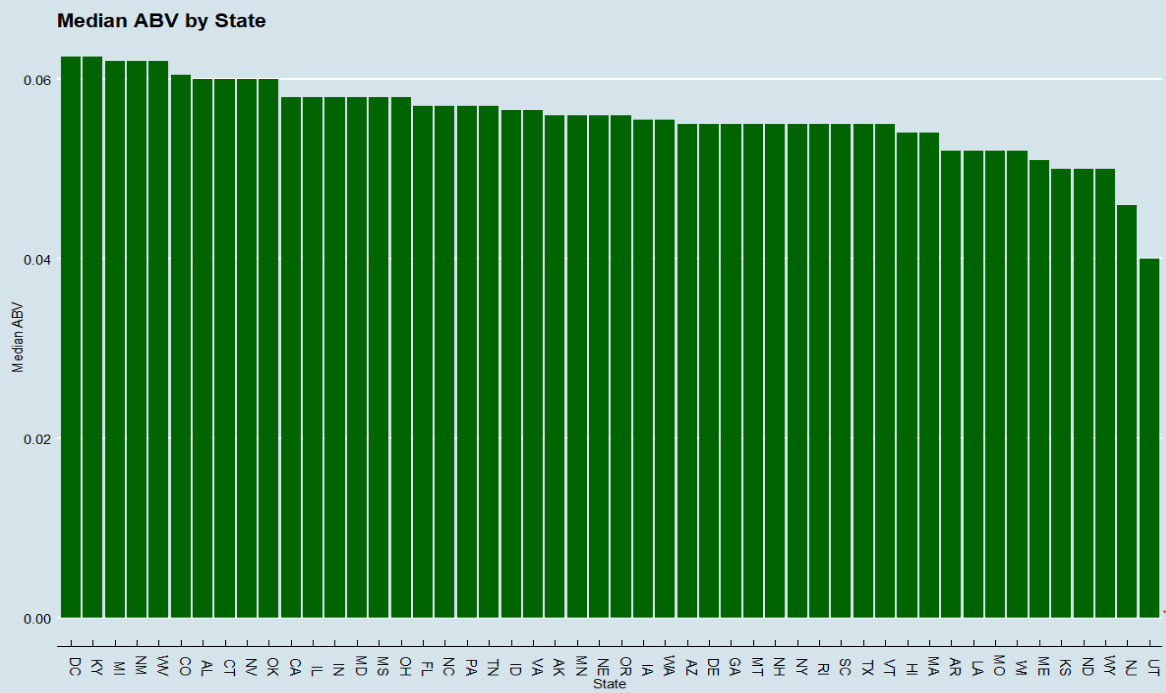 Median ABV by State
0.06
0.04
0.02
0.00
Median ABV
DC KY MI NM WV CO AL CT NV OK CA IL IN MD MS OH FL NC PA TN ID VA AK MN NE OR IA WA AZ DE GA MT NH NY RI SC TX VT HI MA AR LA MO WI ME KS ND WY NJ UT
State